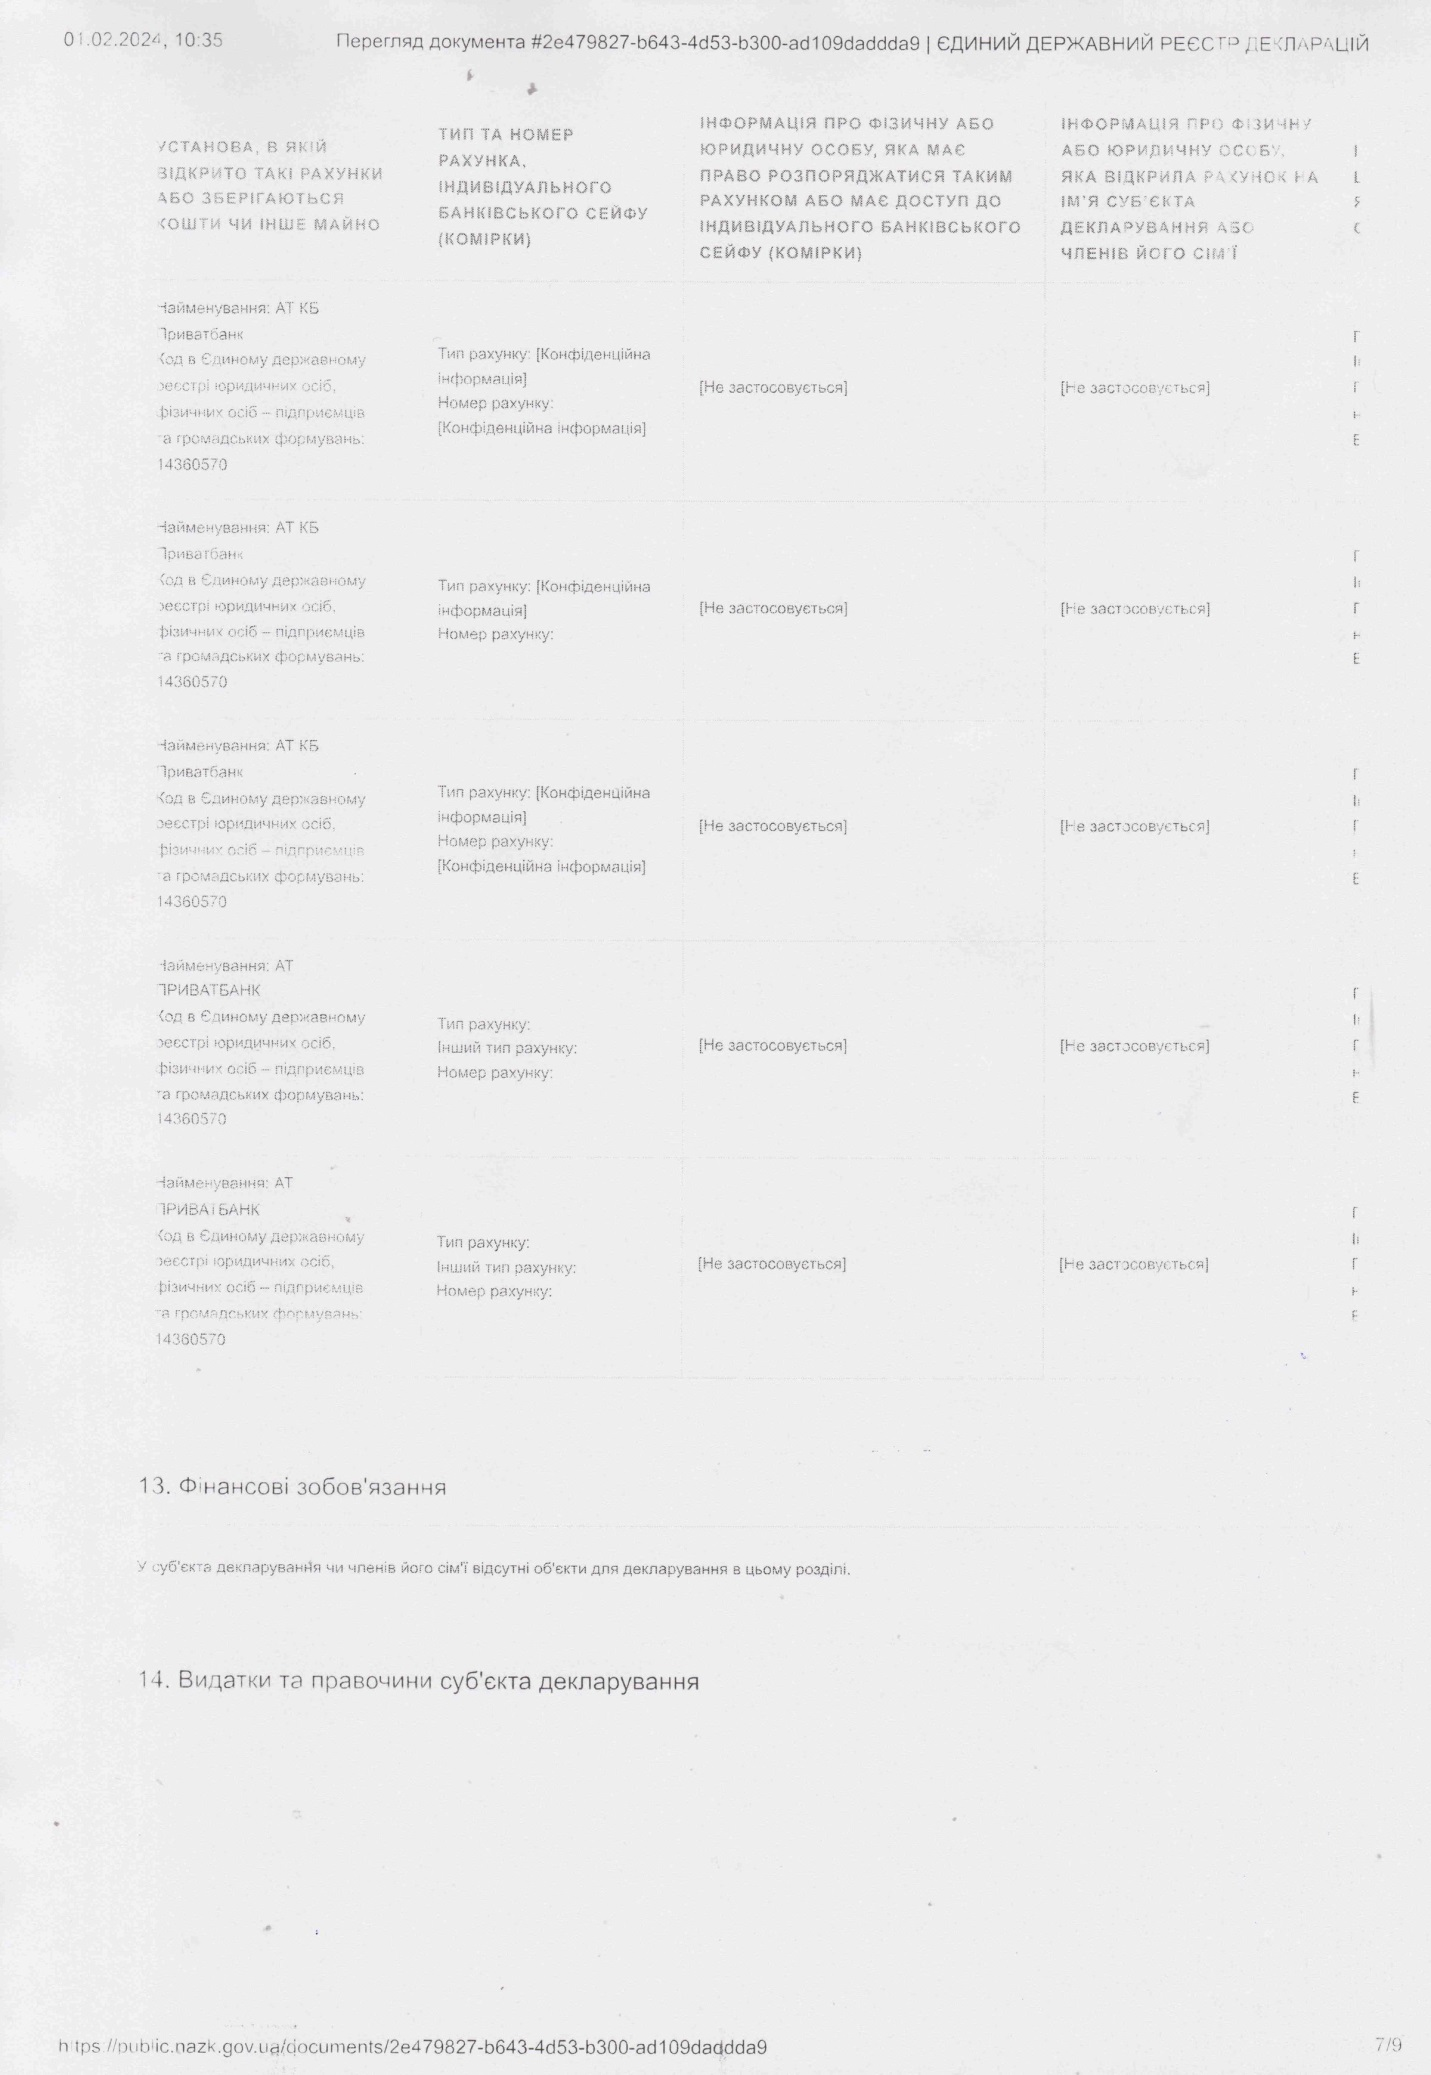 01.02.2024, 10:35
Перегляд документа #2e479827-b643-4d53-b300-ad109daddda9 | ЄДИНИЙ ДЕРЖАВНИЙ РЕЄСТР ДЕКЛАРАЦІЙ
УСТАНОВА, В ЯКІЙ
ВІДКРИТО ТАКІ РАХУНКИ
АБО ЗБЕРІГАЮТЬСЯ
КОШТИ ЧИ ІНШЕ МАЙНО
ТИП ТА НОМЕР
РАХУНКА,
ІНДИВІДУАЛЬНОГО
БАНКІВСЬКОГО СЕЙФУ
(КОМІРКИ)
ІНФОРМАЦІЯ ПРО ФІЗИЧНУ АБО
ЮРИДИЧНУ ОСОБУ, ЯКА МАЄ
ПРАВО РОЗПОРЯДЖАТИСЯ ТАКИМ
РАХУНКОМ АБО МАЄ ДОСТУП ДО
ІНДИВІДУАЛЬНОГО БАНКІВСЬКОГО
СЕЙФУ (КОМІРКИ)
ІНФОРМАЦІЯ ПРО ФІЗИЧНУ
АБО ЮРИДИЧНУ ОСОБУ,
ЯКА ВІДКРИЛА РАХУНОК НА
ІМ'Я СУБ'ЄКТА
ДЕКЛАРУВАННЯ АБО
ЧЛЕНІВ ЙОГО СІМ'Ї
Найменування: АТ КБ
Приватбанк
Код в Єдиному державному
реєстрі юридичних осіб,
фізичних осіб – підприємців
та громадських формувань:
14360570
Тип рахунку: [Конфіденційна
інформація]
Номер рахунку:
[Конфіденційна інформація]
[Не застосовується]
[Не застосовується]
Найменування: АТ КБ
Приватбанк
Код в Єдиному державному
реєстрі юридичних осіб,
фізичних осіб – підприємців
та громадських формувань:
14360570
Тип рахунку: [Конфіденційна
інформація]
Номер рахунку:
[Не застосовується]
[Не застосовується]
Найменування: АТ КБ
Приватбанк
Код в Єдиному державному
реєстрі юридичних осіб,
фізичних осіб – підприємців
та громадських формувань:
14360570
Тип рахунку: [Конфіденційна
інформація]
Номер рахунку:
[Конфіденційна інформація]
[Не застосовується]
[Не застосовується]
Найменування: АТ
ПРИВАТБАНК
Код в Єдиному державному
реєстрі юридичних осіб,
фізичних осіб – підприємців
та громадських формувань:
14360570
Тип рахунку:
Інший тип рахунку:
Номер рахунку:
[Не застосовується]
[Не застосовується]
Найменування: АТ
ПРИВАТБАНК
Код в Єдиному державному
реєстрі юридичних осіб,
фізичних осіб – підприємців
та громадських формувань:
14360570
Тип рахунку:
Інший тип рахунку:
Номер рахунку:
[Не застосовується]
[Не застосовується]
13. Фінансові зобов'язання
У суб'єкта декларування чи членів його сім'ї відсутні об'єкти для декларування в цьому розділі.
14. Видатки та правочини суб'єкта декларування
https://public.nazk.gov.ua/documents/2e479827-b643-4d53-b300-ad109daddda9
7/9